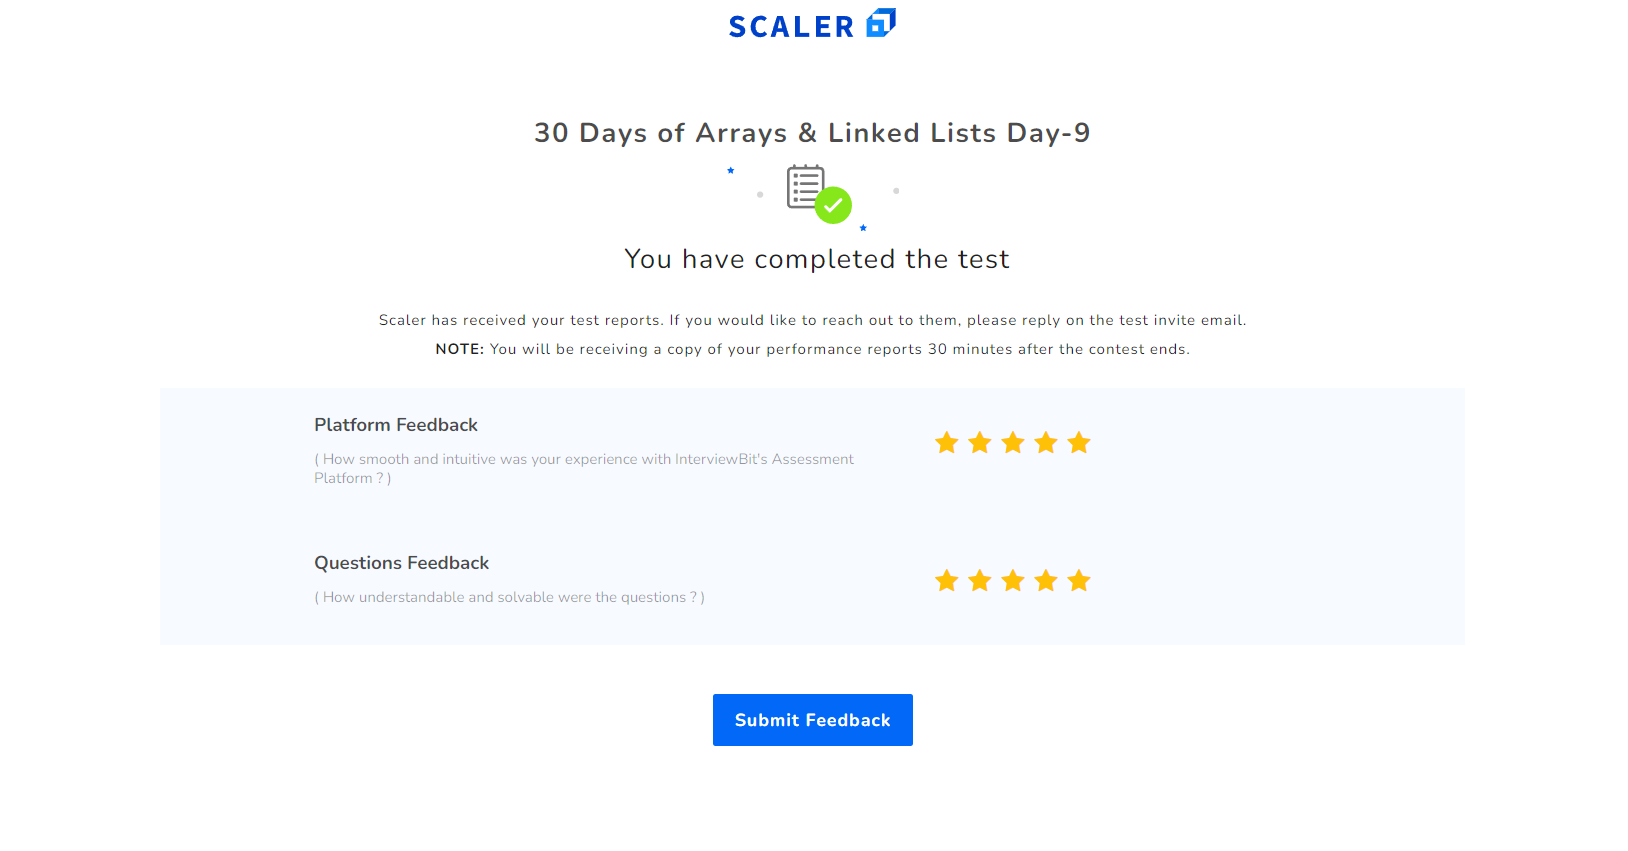 SCALER
30 Days of Arrays & Linked Lists Day-9
You have completed the test
Scaler has received your test reports. If you would like to reach out to them, please reply on the test invite email.
NOTE: You will be receiving a copy of your performance reports 30 minutes after the contest ends.
Platform Feedback
( How smooth and intuitive was your experience with InterviewBit's Assessment
Platform ? )
Questions Feedback
( How understandable and solvable were the questions ? )
Submit Feedback